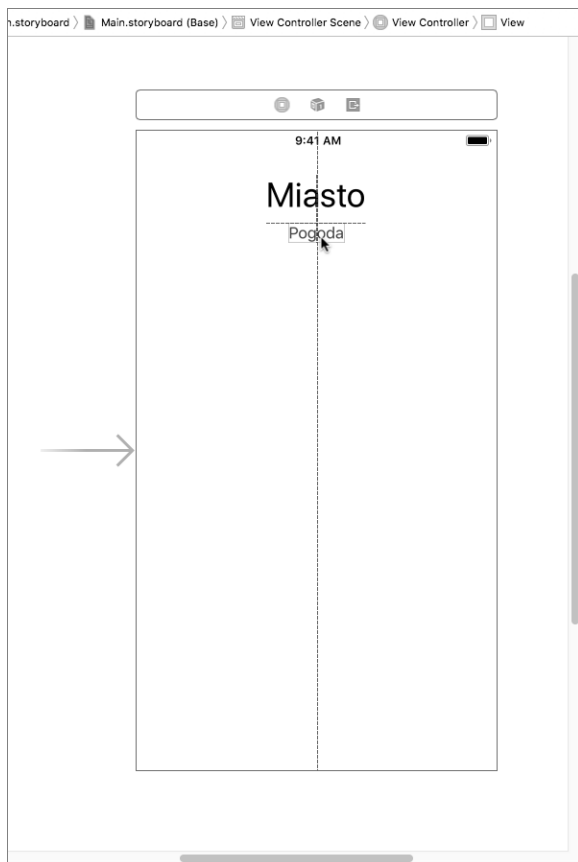 n.storyboard 〉 Main.storyboard (Base) 〉 View Controller Scene 〉 View Controller 〉 View
9:41 AM
Miasto
Pogoda